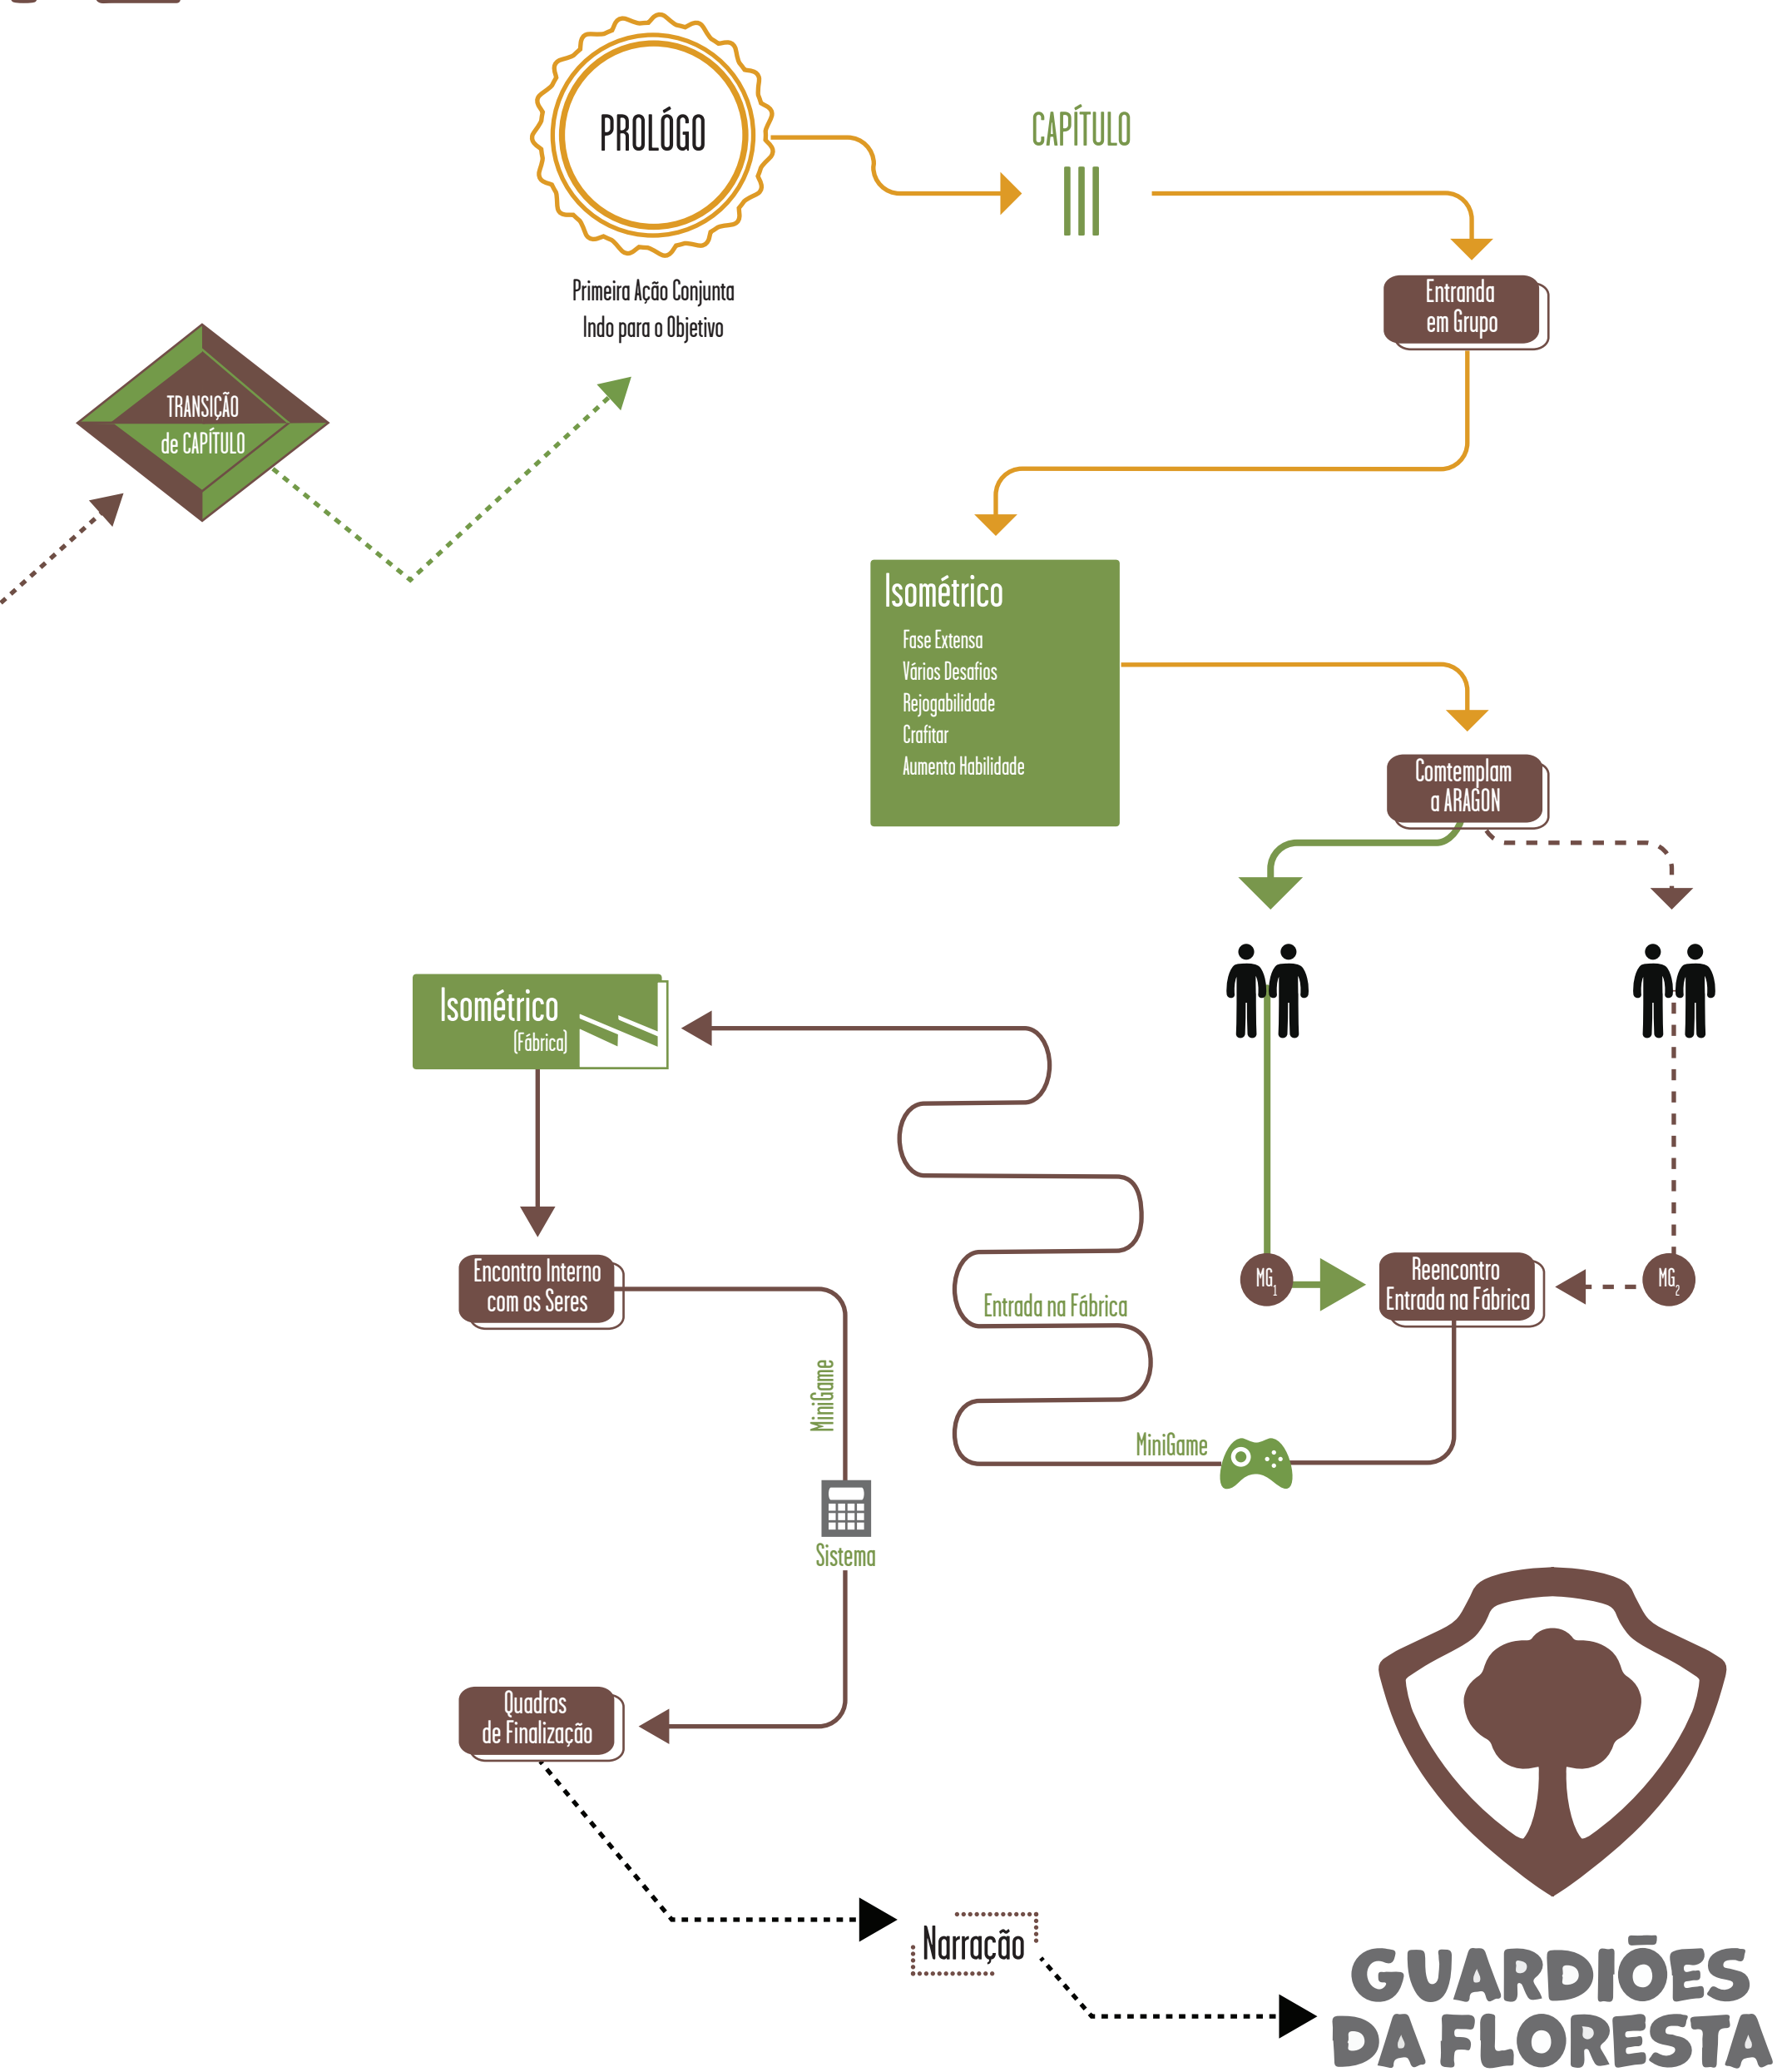 PROLÓGO
Primeira Ação Conjunta
Indo para o Objetivo
CAPÍTULO
III
Entranda
em Grupo
TRANSIÇÃO
de CAPÍTULO
Isométrico
Fase Extensa
Vários Desafios
Rejogabilidade
Crafitar
Aumento Habilidade
Comtemplam
a ARAGON
Isométrico
(Fábrica)
MG1
Reencontro
Entrada na Fábrica
MG2
Encontro Interno
com os Seres
Entrada na Fábrica
MiniGame
MiniGame
Sistema
Quadros
de Finalização
Narração
GUARDIÕES
DA FLORESTA